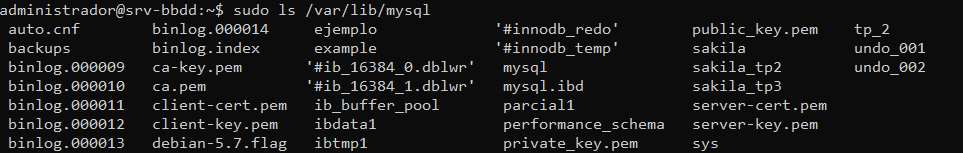 administrador@srv-bbdd:~$ sudo ls /var/lib/mysql
auto.cnf binlog.000014 ejemplo '#innodb_redo' public_key.pem tp_2
backups binlog.index example '#innodb_temp' sakila undo_001
binlog.000009 ca-key.pem '#ib_16384_0.dblwr' mysql sakila_tp2 undo_002
binlog.000010 ca.pem '#ib_16384_1.dblwr' mysql.ibd sakila_tp3
binlog.000011 client-cert.pem ib_buffer_pool parcial1 server-cert.pem
binlog.000012 client-key.pem ibdata1 performance_schema server-key.pem
binlog.000013 debian-5.7.flag ibtmp1 private_key.pem sys